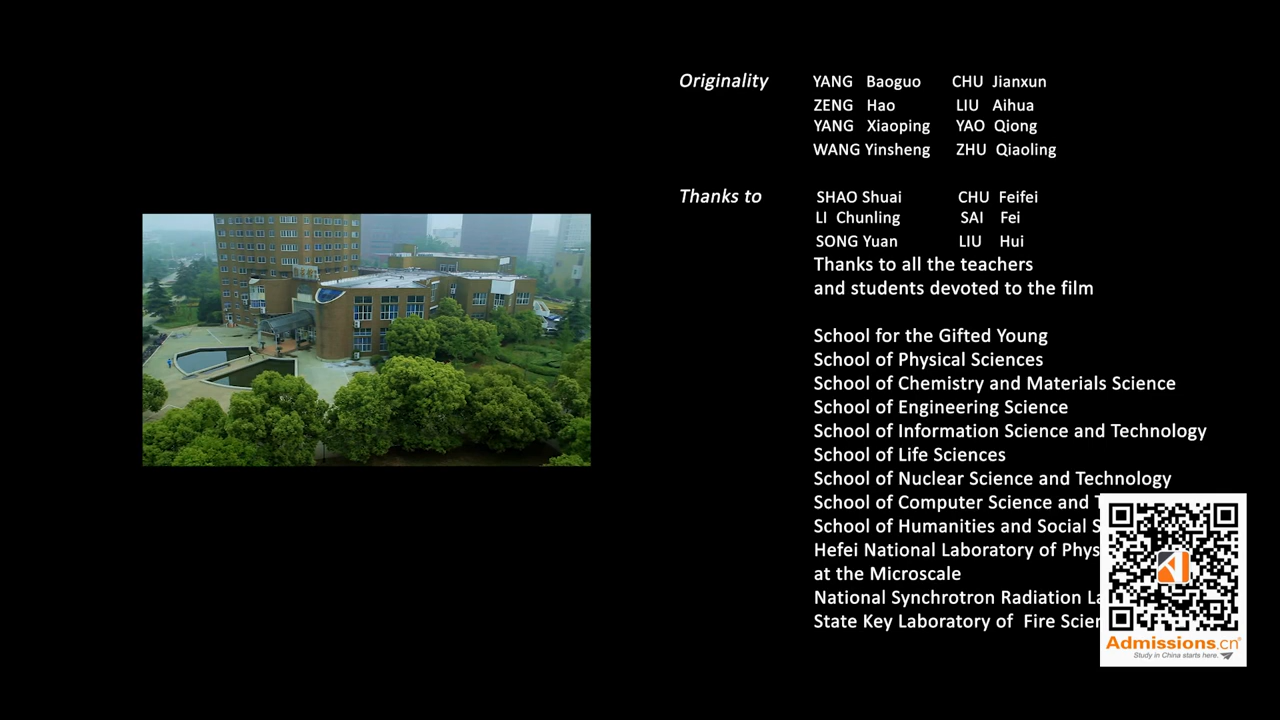 Originality YANG Baoguo CHU Jianxun
ZENG Hao LIU Aihua
YANG Xiaoping YAO Qiong
WANG Yinsheng ZHU Qiaoling
Thanks to SHAO Shuai CHU Feifei
LI Chunling SAI Fei
SONG Yuan LIU Hui
Thanks to all the teachers
and students devoted to the film
School for the Gifted Young
School of Physical Sciences
School of Chemistry and Materials Science
School of Engineering Science
School of Information Science and Technology
School of Life Sciences
School of Nuclear Science and Technology
School of Computer Science and
School of Humanities and Social
Hefei National Laboratory of
at the Microscale
National Synchrotron Radiation
State Key Laboratory of Fire
Admissions.cn®
Study in China starts here.